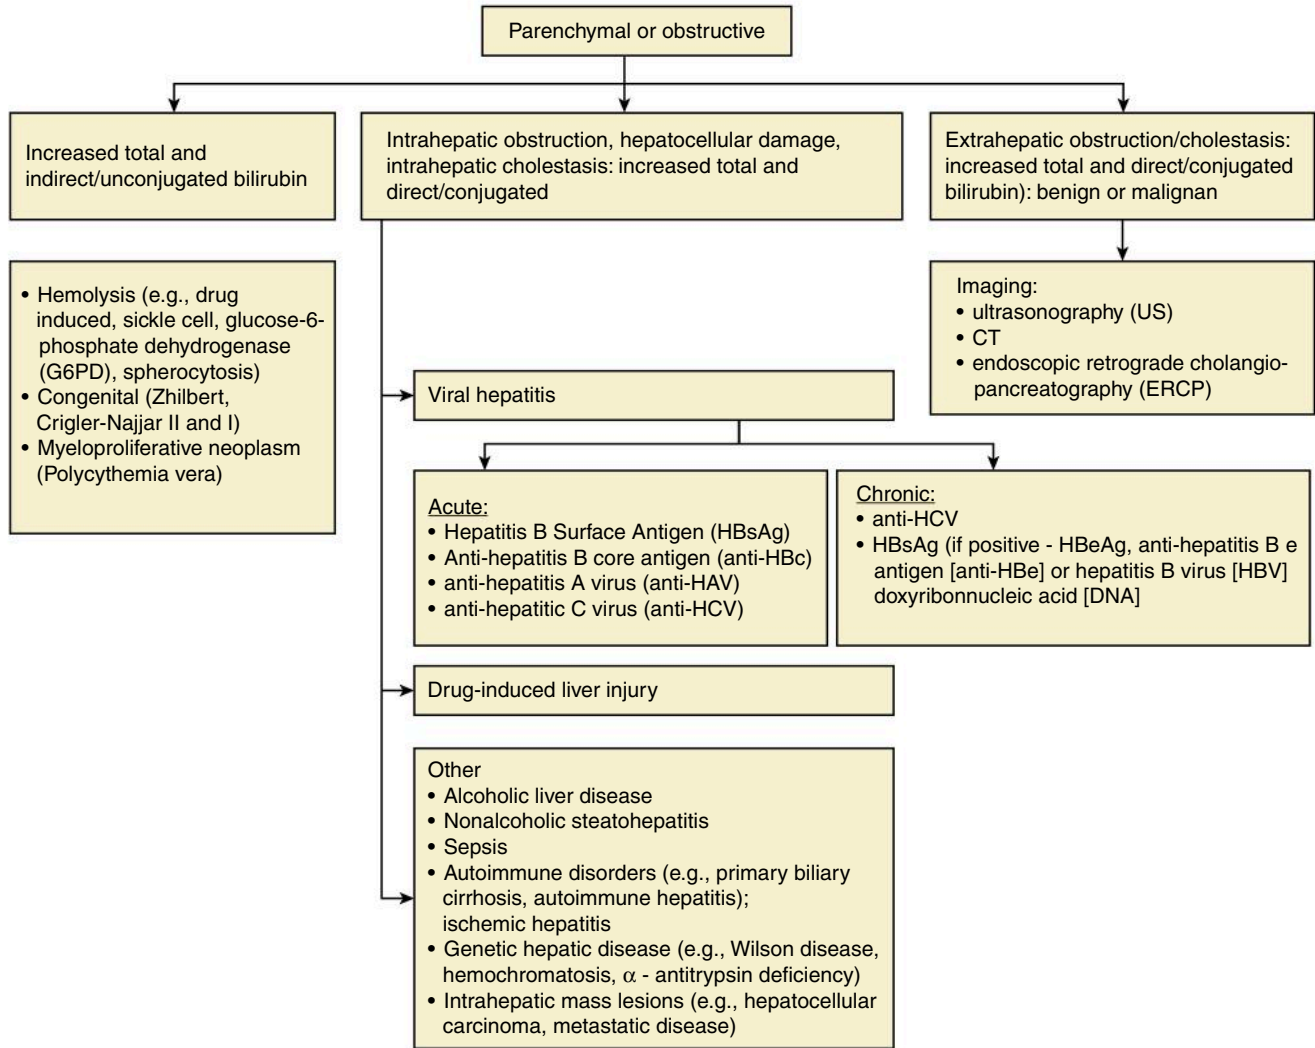 Parenchymal or obstructive
Increased total and
indirect/unconjugated bilirubin
Intrahepatic obstruction, hepatocellular damage,
intrahepatic cholestasis: increased total and
direct/conjugated
Extrahepatic obstruction/cholestasis:
increased total and direct/conjugated
bilirubin): benign or malignan
• Hemolysis (e.g., drug
induced, sickle cell, glucose-6-
phosphate dehydrogenase
(G6PD), spherocytosis)
• Congenital (Zhilbert,
Crigler-Najjar II and I)
• Myeloproliferative neoplasm
(Polycythemia vera)
Imaging:
• ultrasonography (US)
• CT
• endoscopic retrograde cholangio-
pancreatography (ERCP)
Viral hepatitis
Acute:
• Hepatitis B Surface Antigen (HBsAg)
• Anti-hepatitis B core antigen (anti-HBc)
• anti-hepatitis A virus (anti-HAV)
• anti-hepatitic C virus (anti-HCV)
Chronic:
• anti-HCV
• HBsAg (if positive - HBeAg, anti-hepatitis B e
antigen [anti-HBe] or hepatitis B virus [HBV]
doxyribonnucleic acid [DNA]
Drug-induced liver injury
Other
• Alcoholic liver disease
• Nonalcoholic steatohepatitis
• Sepsis
• Autoimmune disorders (e.g., primary biliary
cirrhosis, autoimmune hepatitis);
ischemic hepatitis
• Genetic hepatic disease (e.g., Wilson disease,
hemochromatosis, α - antitrypsin deficiency)
• Intrahepatic mass lesions (e.g., hepatocellular
carcinoma, metastatic disease)